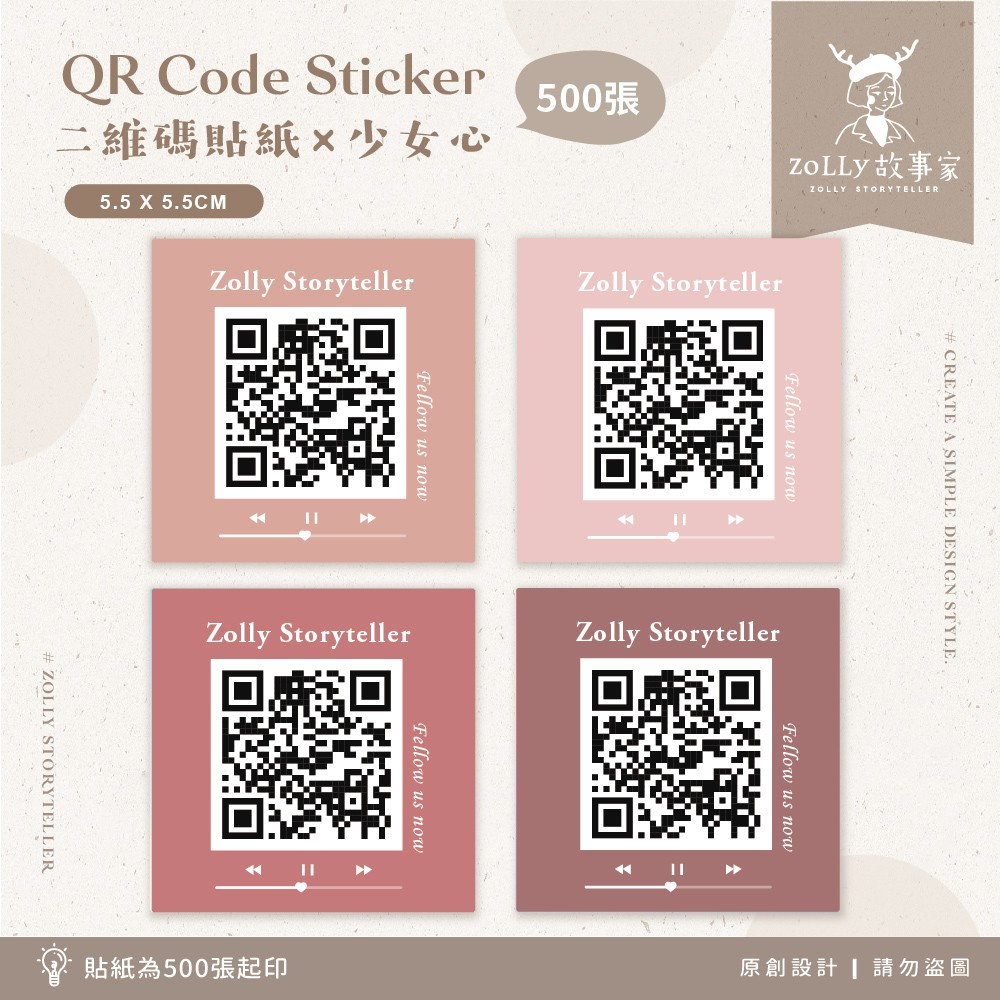 QR Code Sticker
500張
二維碼貼紙×少女心
5.5 X 5.5CM
zoLLy故事家
ZOLLY STORYTELLER
Zolly Storyteller
Fellow us now
Zolly Storyteller
Fellow us now
# CREATE A SIMPLE DESIGN STYLE.
Zolly Storyteller
Fellow us now
Zolly Storyteller
Fellow us now
# ZOLLY STORYTELLER
貼紙為500張起印
原創設計 | 請勿盜圖